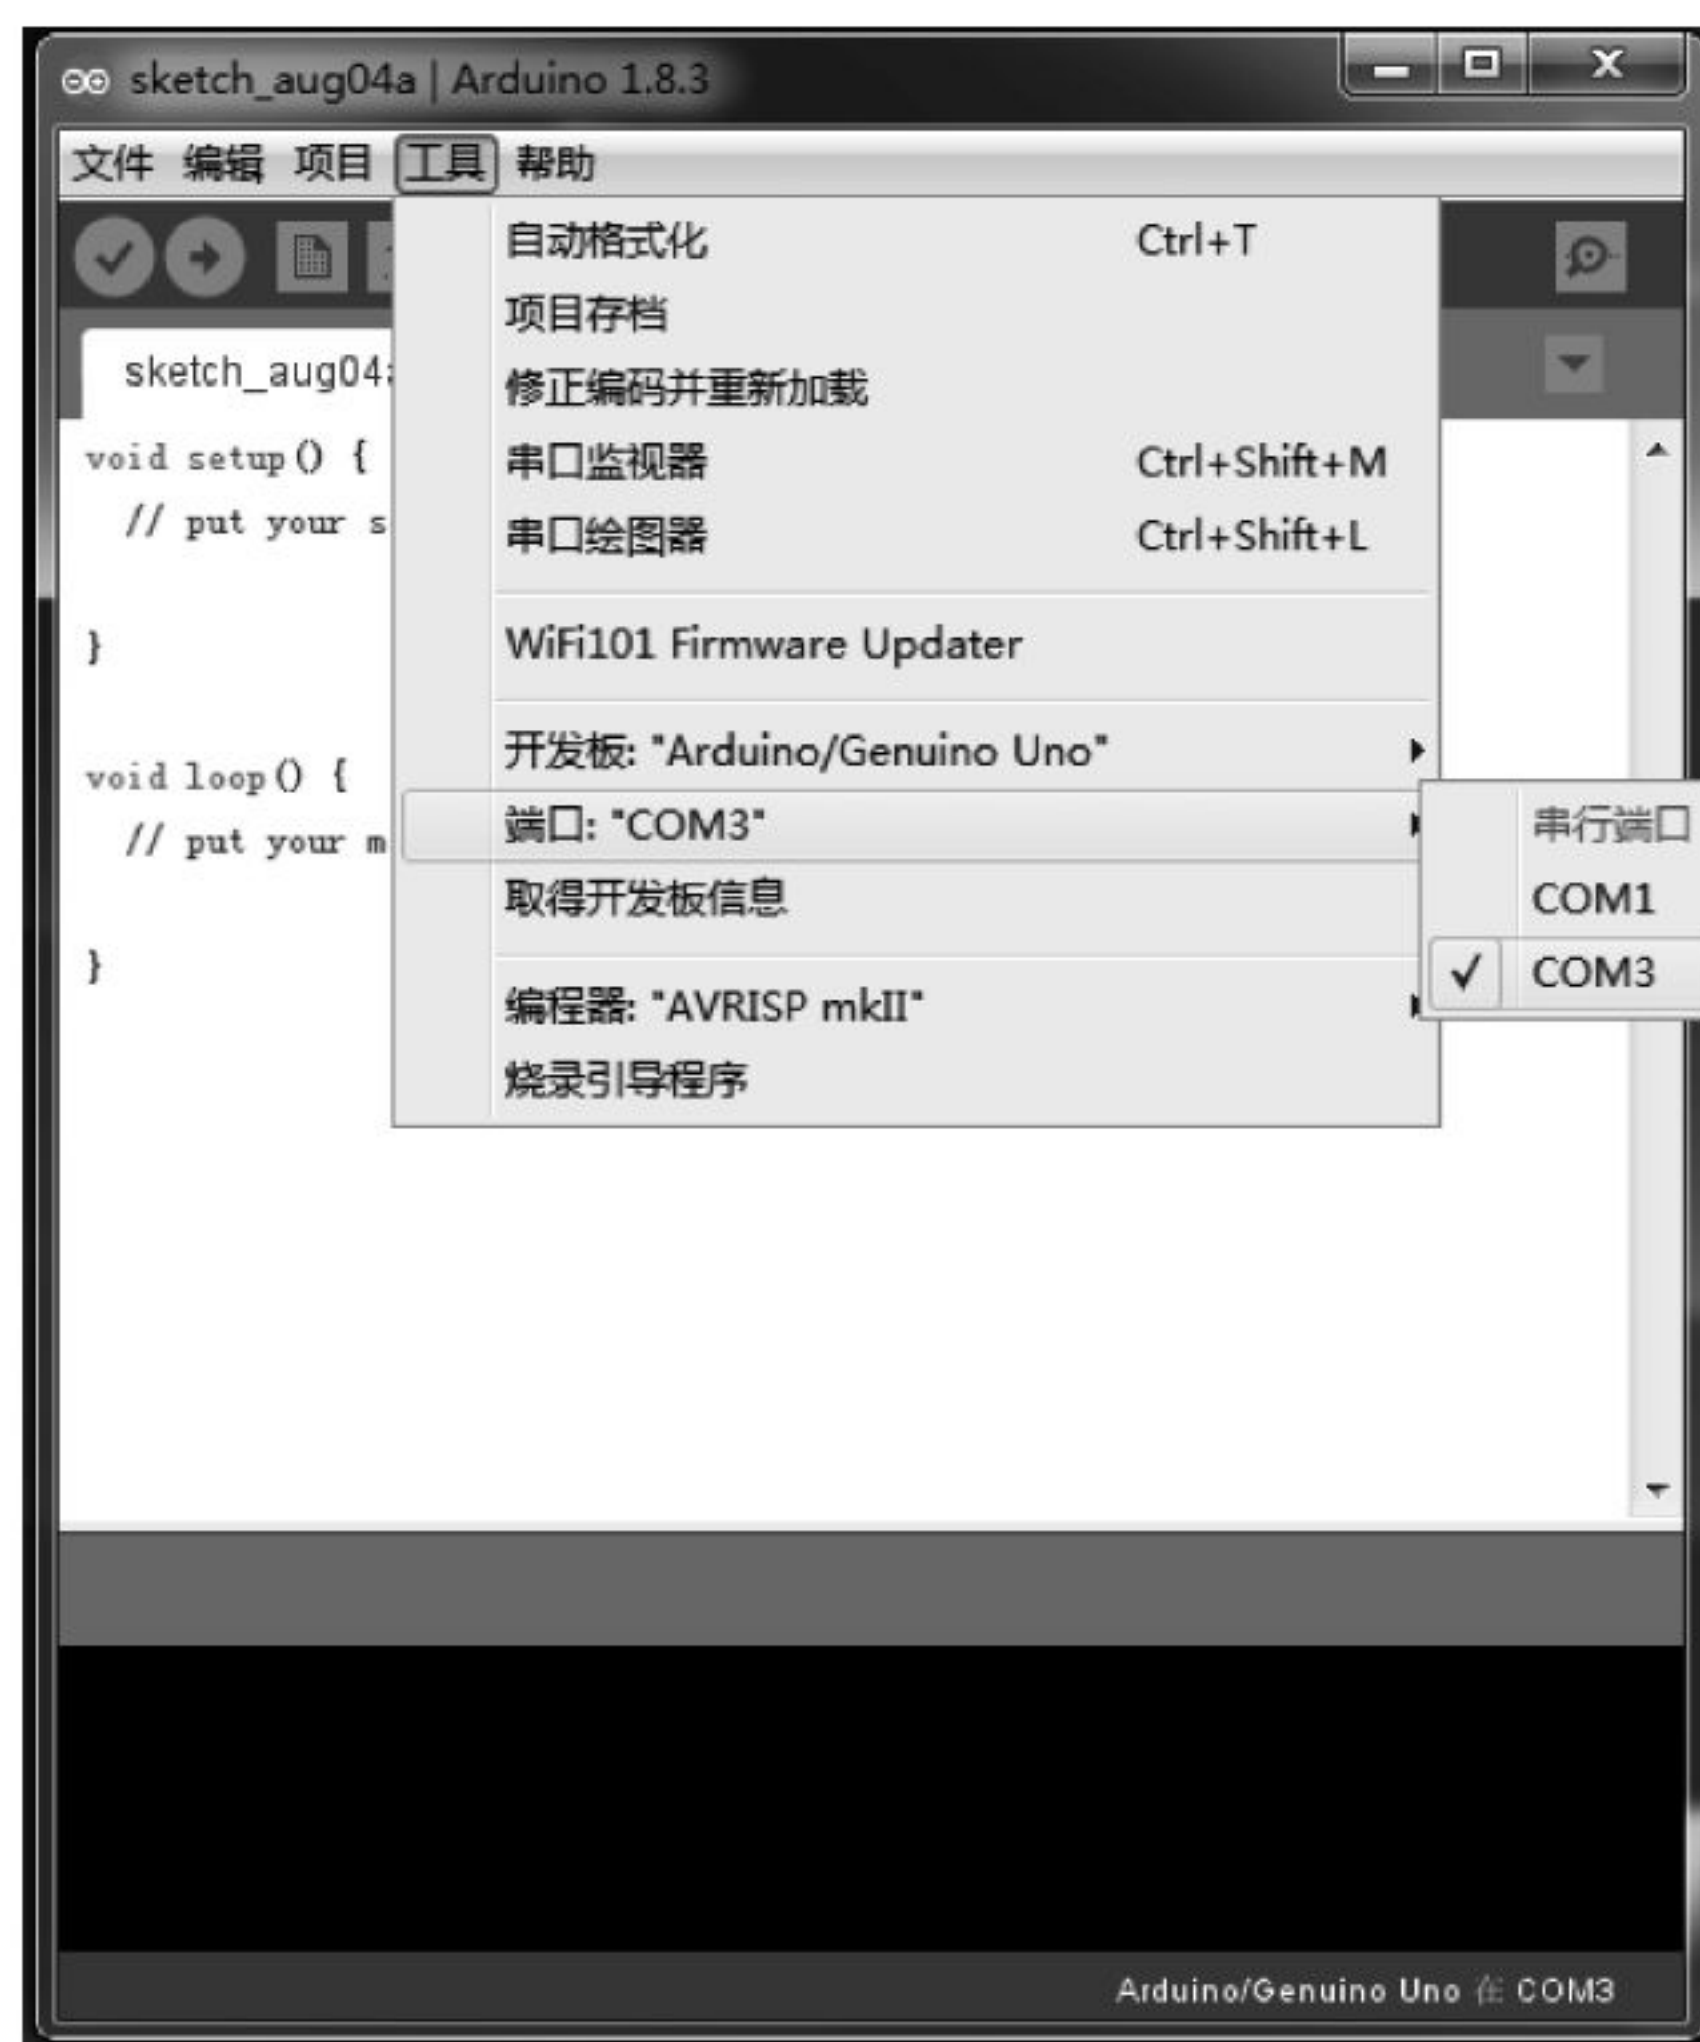 sketch_aug04a | Arduino 1.8.3
文件 编辑 项目 工具 帮助
自动格式化 Ctrl+T
项目存档
sketch_aug04
修正编码并重新加载
void setup() {
串口监视器 Ctrl+Shift+M
// put your s
串口绘图器 Ctrl+Shift+L
}
WiFi101 Firmware Updater
开发板: "Arduino/Genuino Uno"
void loop() {
端口: "COM3"
串行端口
// put your m
取得开发板信息
COM1
}
COM3
编程器: "AVRISP mkII"
烧录引导程序
Arduino/Genuino Uno 在 COM3